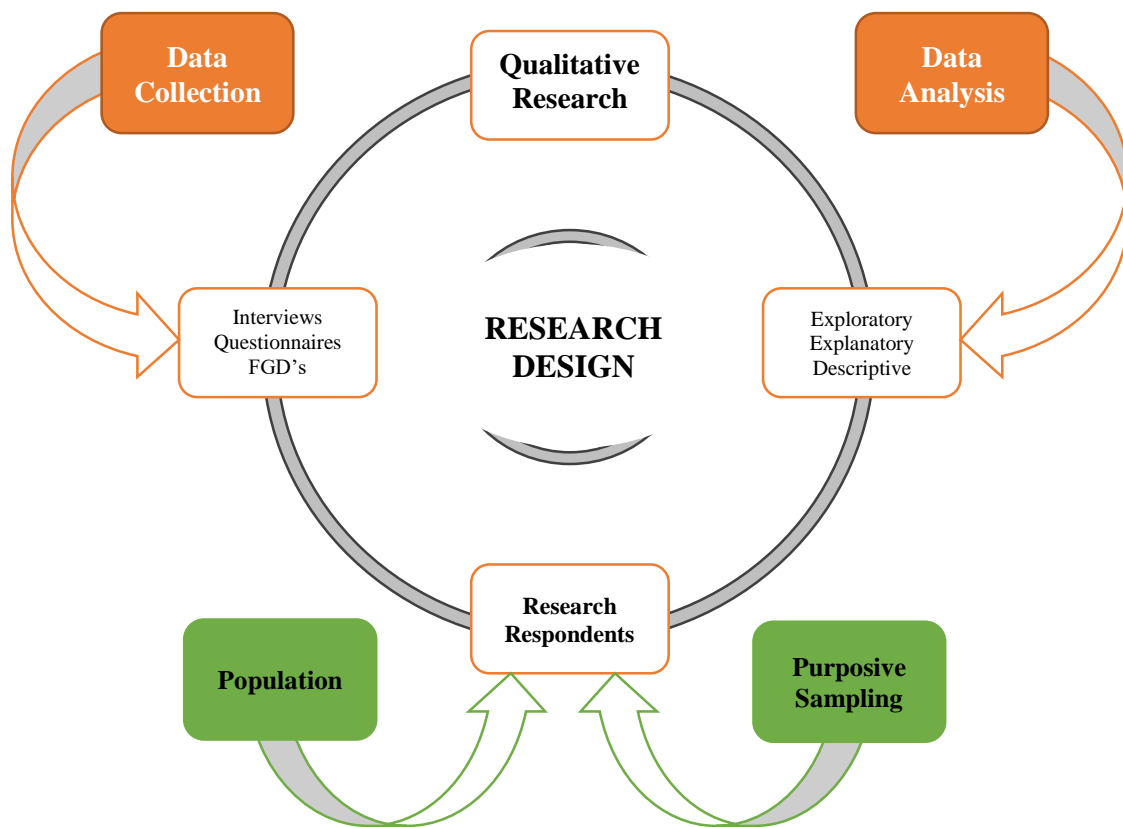 Data
Collection
Qualitative
Research
Data
Analysis
Interviews
Questionnaires
FGD’s
RESEARCH
DESIGN
Exploratory
Explanatory
Descriptive
Research
Respondents
Population
Purposive
Sampling